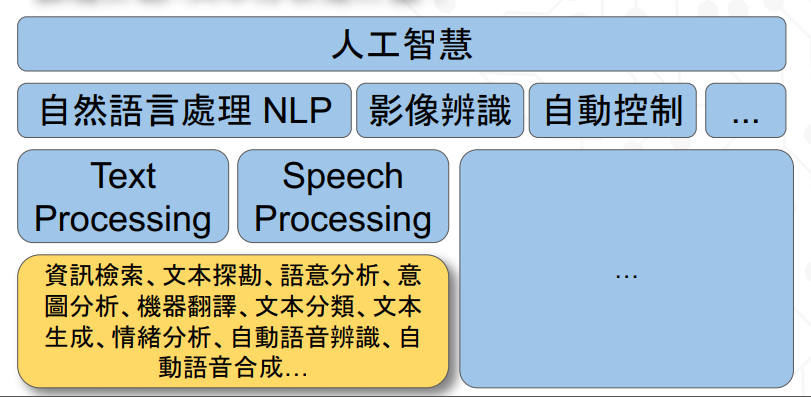 人工智慧
自然語言處理 NLP
影像辨識
自動控制
...
Text
Processing
Speech
Processing
...
資訊檢索、文本探勘、語意分析、意
圖分析、機器翻譯、文本分類、文本
生成、情緒分析、自動語音辨識、自
動語音合成...